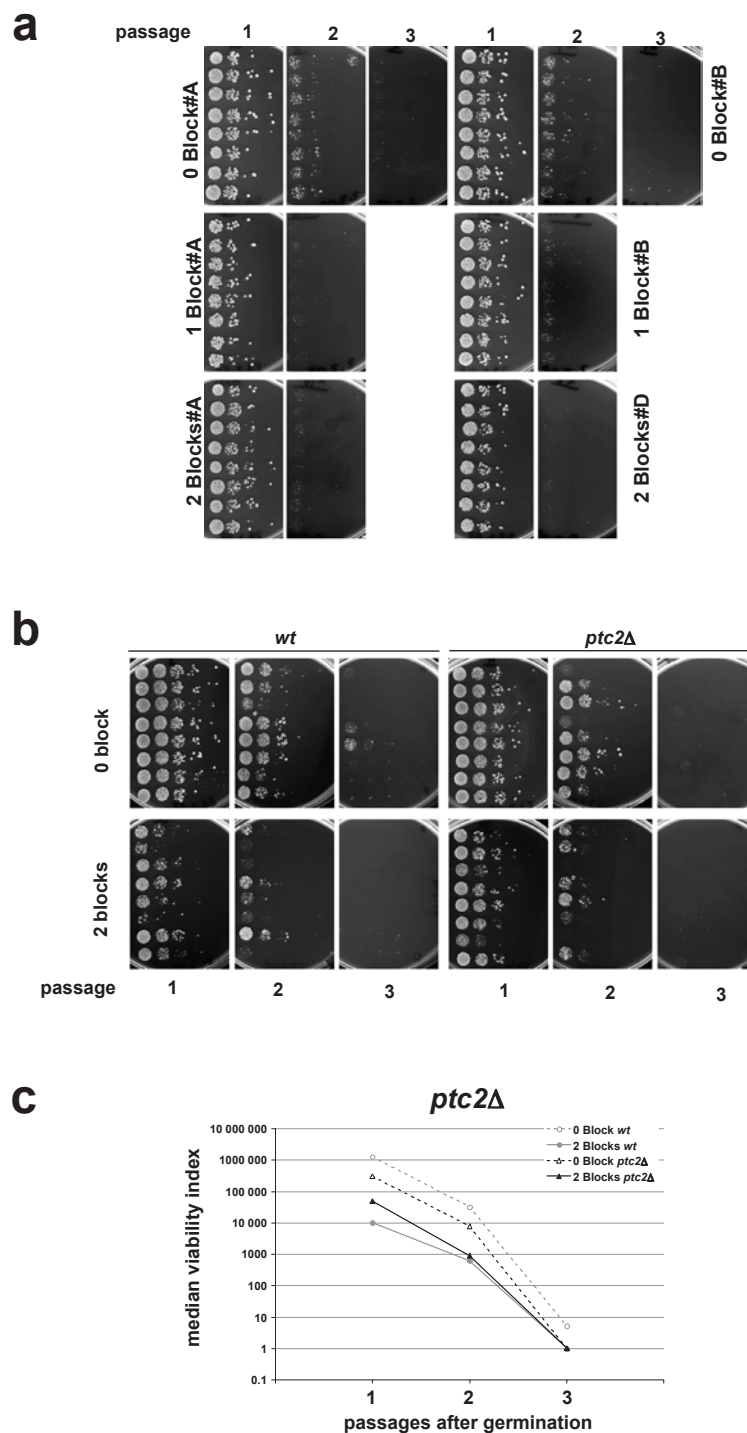 a
passage 1 2 3 1 2 3
0 Block#A
0 Block#B
1 Block#A
1 Block#B
2 Blocks#A
2 Blocks#D
b
wt ptc2Δ
0 block
2 blocks
passage 1 2 3 1 2 3
c
ptc2Δ
10 000 000
1000 000
100 000
10 000
1000
100
10
1
0.1
median viability index
0 Block wt
2 Blocks wt
0 Block ptc2Δ
2 Blocks ptc2Δ
1 2 3
passages after germination